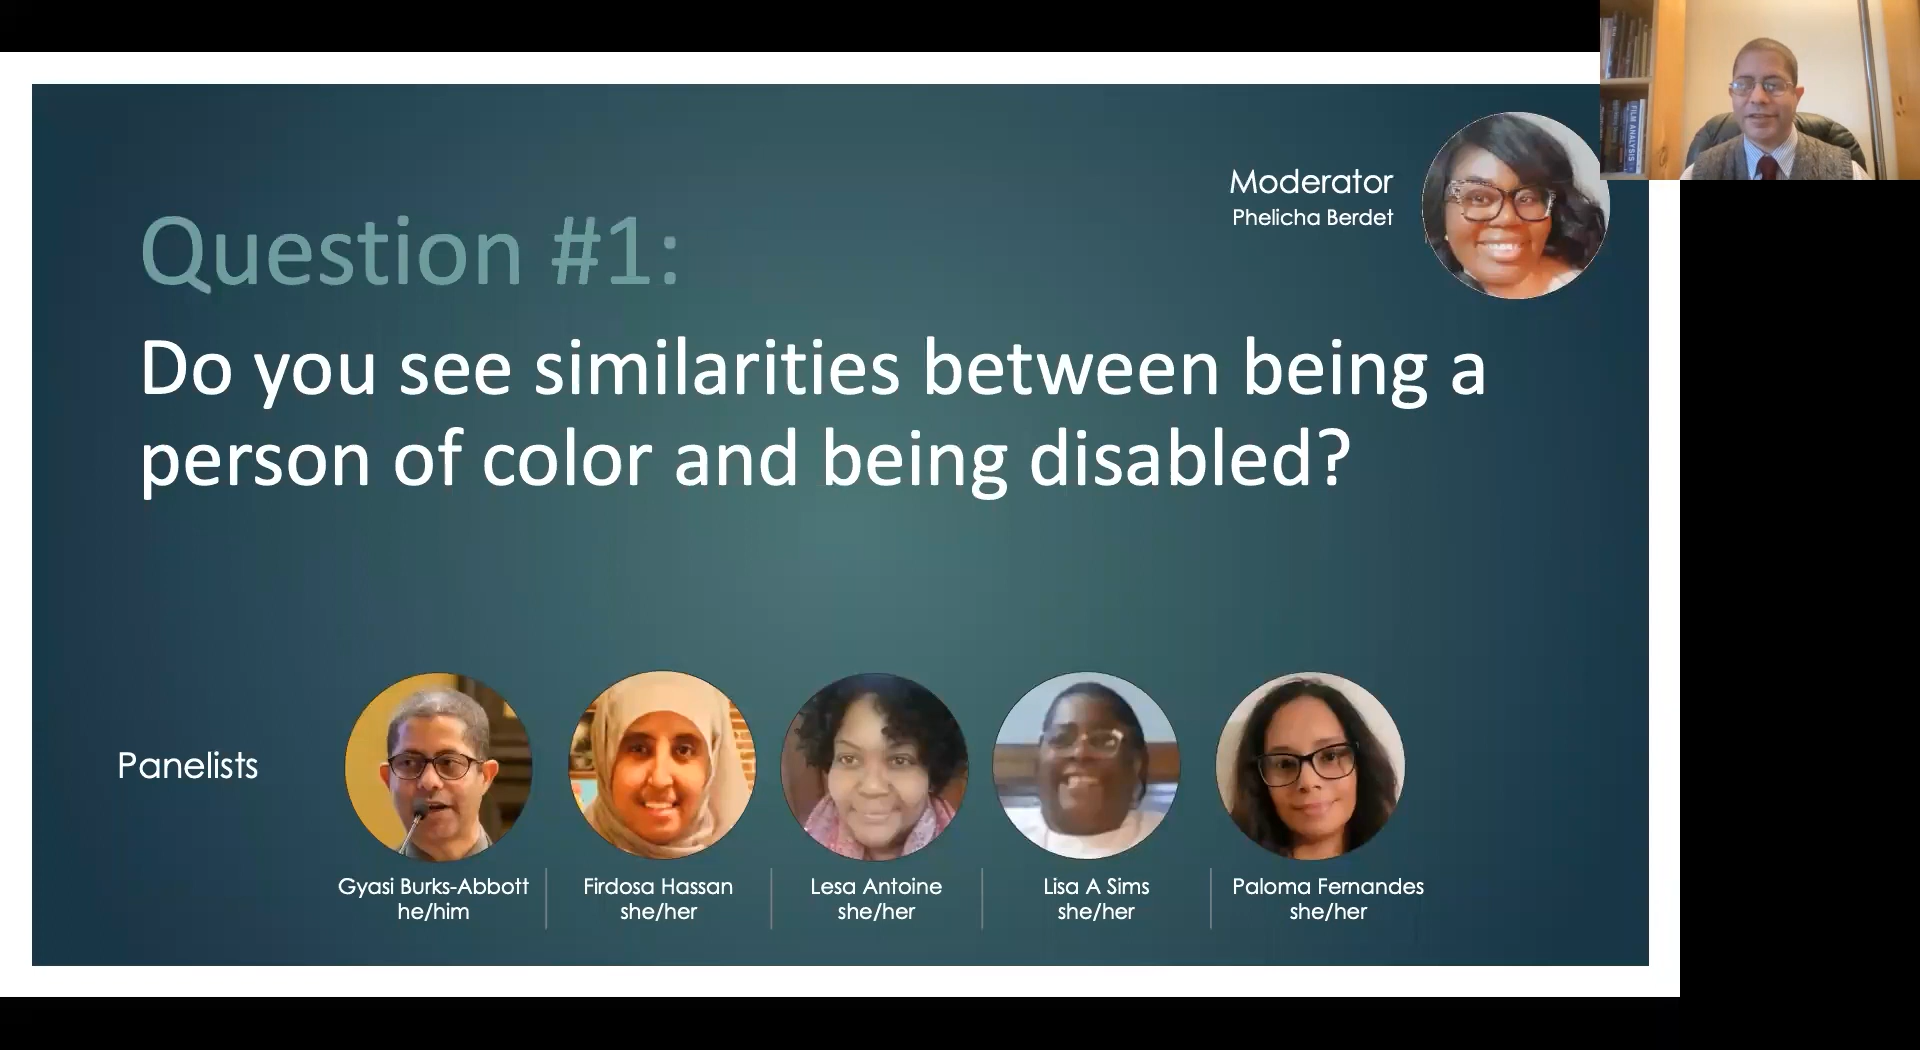 Moderator
Phelicha Berdet
Question #1:
Do you see similarities between being a
person of color and being disabled?
Panelists
Gyasi Burks-Abbott
he/him
Firdosa Hassan
she/her
Lesa Antoine
she/her
Lisa A Sims
she/her
Paloma Fernandes
she/her
FILM ANALYSIS